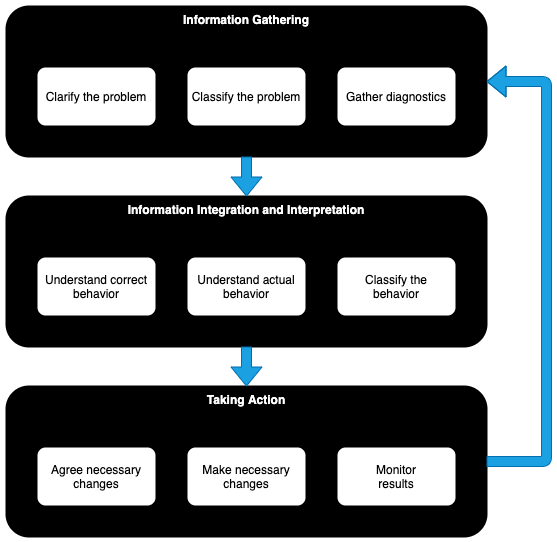 Information Gathering
Clarify the problem
Classify the problem
Gather diagnostics
Information Integration and Interpretation
Understand correct
behavior
Understand actual
behavior
Classify the
behavior
Taking Action
Agree necessary
changes
Make necessary
changes
Monitor
results